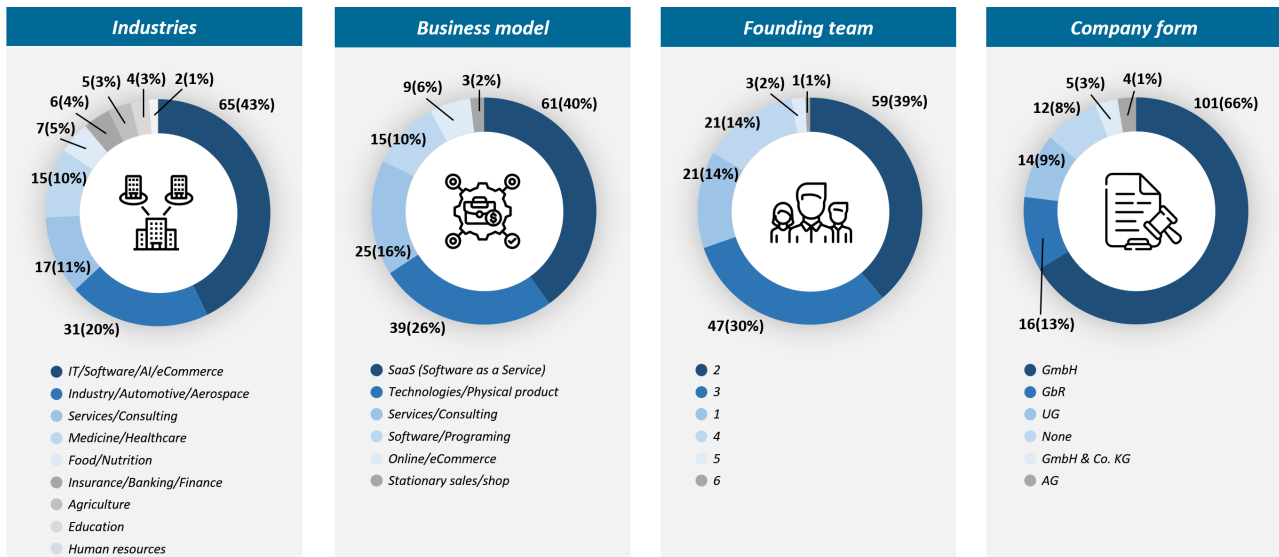 Industries
5(3%)
4(3%)
2(1%)
6(4%)
65(43%)
7(5%)
15(10%)
17(11%)
31(20%)
IT/Software/AI/eCommerce
Industry/Automotive/Aerospace
Services/Consulting
Medicine/Healthcare
Food/Nutrition
Insurance/Banking/Finance
Agriculture
Education
Human resources
Business model
3(2%)
9(6%)
61(40%)
15(10%)
25(16%)
$
39(26%)
SaaS (Software as a Service)
Technologies/Physical product
Services/Consulting
Software/Programing
Online/eCommerce
Stationary sales/shop
Founding team
3(2%)
1(1%)
59(39%)
21(14%)
21(14%)
47(30%)
2
3
1
4
5
6
Company form
5(3%)
4(1%)
12(8%)
101(66%)
14(9%)
16(13%)
GmbH
GbR
UG
None
GmbH & Co. KG
AG